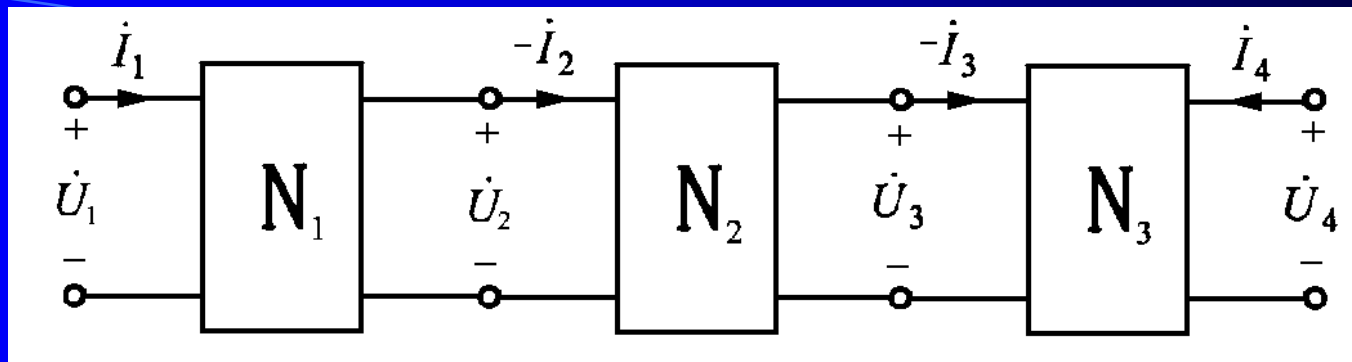 İ₁ -İ₂ -İ₃ İ₄
+ + + +
U̇₁ N₁ U̇₂ N₂ U̇₃ N₃ U̇₄
− − − −